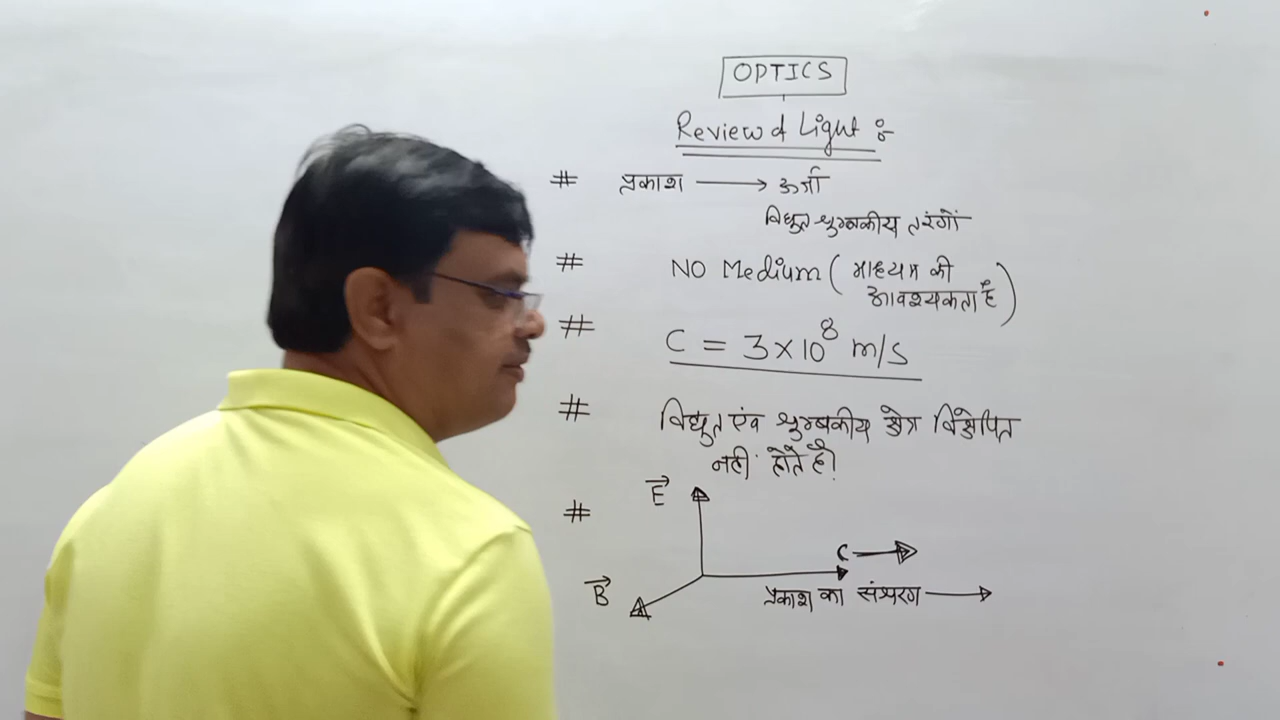 OPTICS
Review of Light :-
# प्रकाश → ऊर्जा
विद्युत चुम्बकीय तरंगों
# NO Medium ( माध्यम की
आवश्यकता है )
# C = 3×10⁸ m/s
# विद्युत एंव चुम्बकीय क्षेत्र विक्षेपित
नहीं होते है।
#
E→
C →
B→
प्रकाश का संचरण →